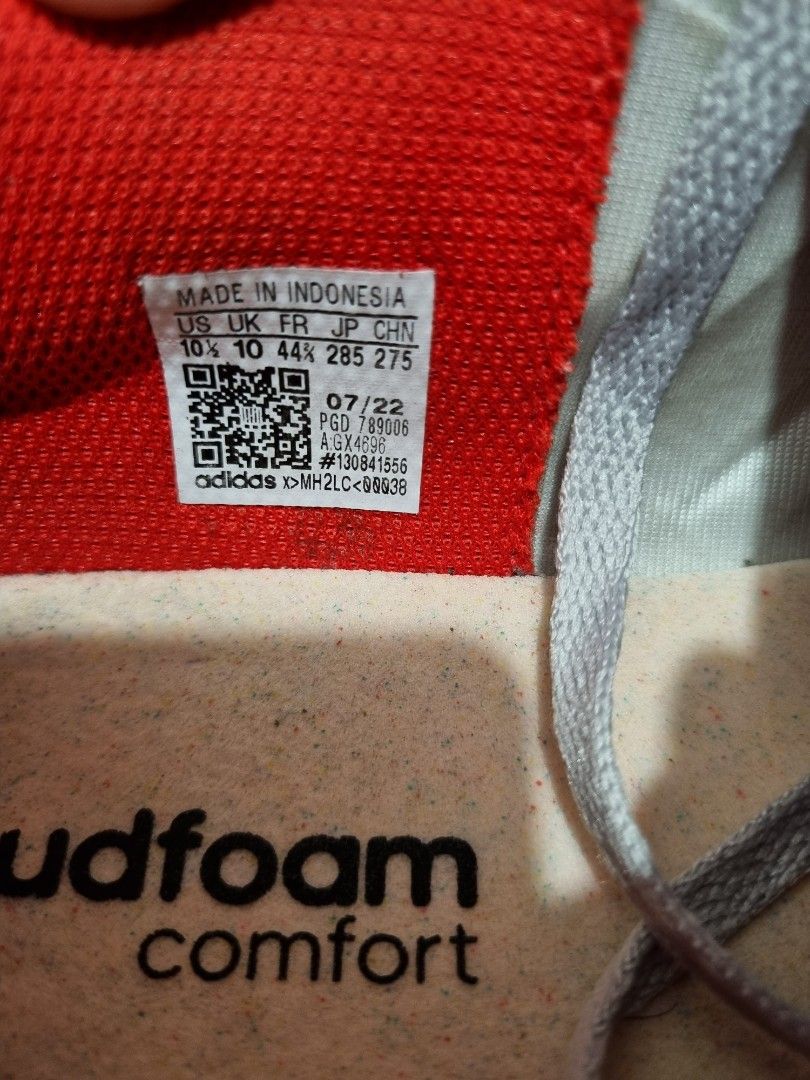 MADE IN INDONESIA
US UK FR JP CHN
10½ 10 44⅔ 285 275
07/22
PGD 789006
A:GX4696
#130841556
adidas x>MH2LC<00038
udfoam
comfort